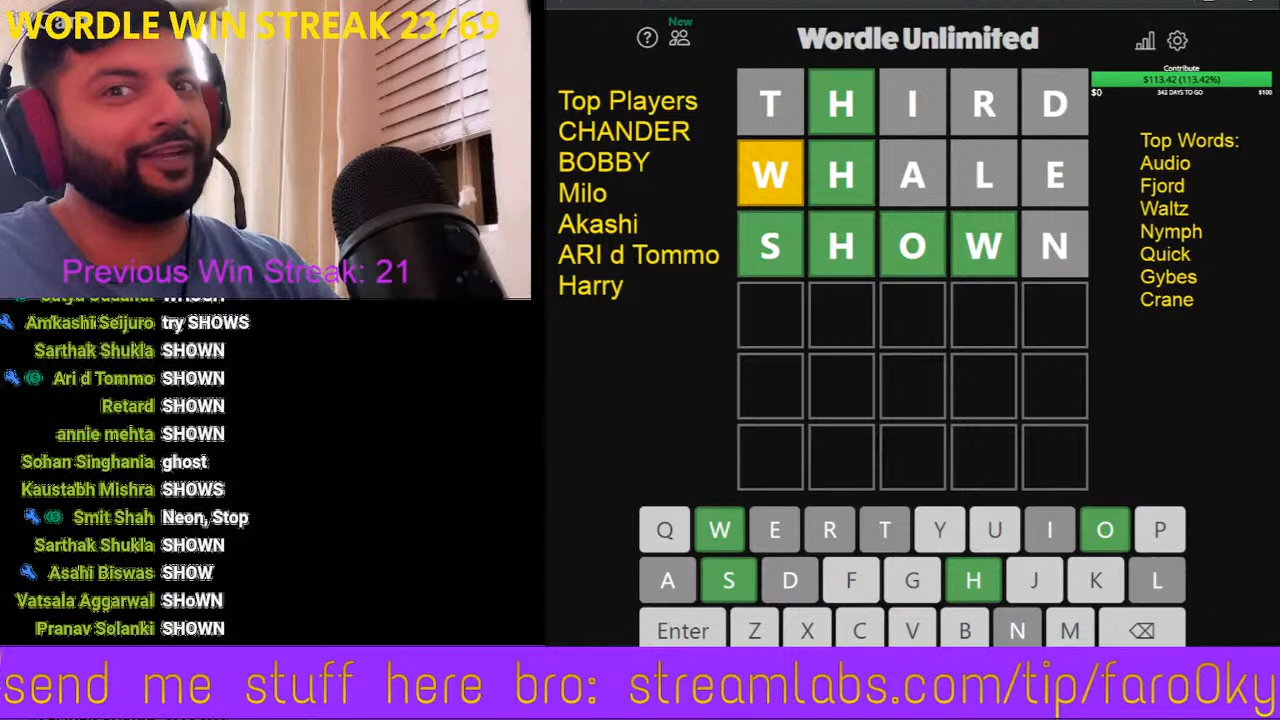 WORDLE WIN STREAK 23/69
Previous Win Streak: 21
Amkashi Seijuro try SHOWS
Sarthak Shukla SHOWN
Ari d Tommo SHOWN
Retard SHOWN
annie mehta SHOWN
Sohan Singhania ghost
Kaustabh Mishra SHOWS
Smit Shah Neon, Stop
Sarthak Shukla SHOWN
Asahi Biswas SHOW
Vatsala Aggarwal SHoWN
Pranav Solanki SHOWN
Top Players
CHANDER
BOBBY
Milo
Akashi
ARI d Tommo
Harry
New
Wordle Unlimited
T H I R D
W H A L E
S H O W N
Q W E R T Y U I O P
A S D F G H J K L
Enter Z X C V B N M
Contribute
$113.42 (113.42%)
$0 342 DAYS TO GO $100
Top Words:
Audio
Fjord
Waltz
Nymph
Quick
Gybes
Crane
send me stuff here bro: streamlabs.com/tip/faro0ky